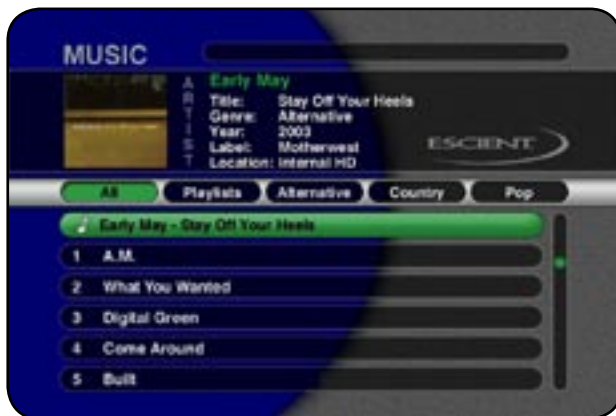 MUSIC
ARTIST
Early May
Title: Stay Off Your Heels
Genre: Alternative
Year: 2003
Label: Motherwest
Location: Internal HD
ESCIENT
All Playlists Alternative Country Pop
Early May - Stay Off Your Heels
1 A.M.
2 What You Wanted
3 Digital Green
4 Come Around
5 Built